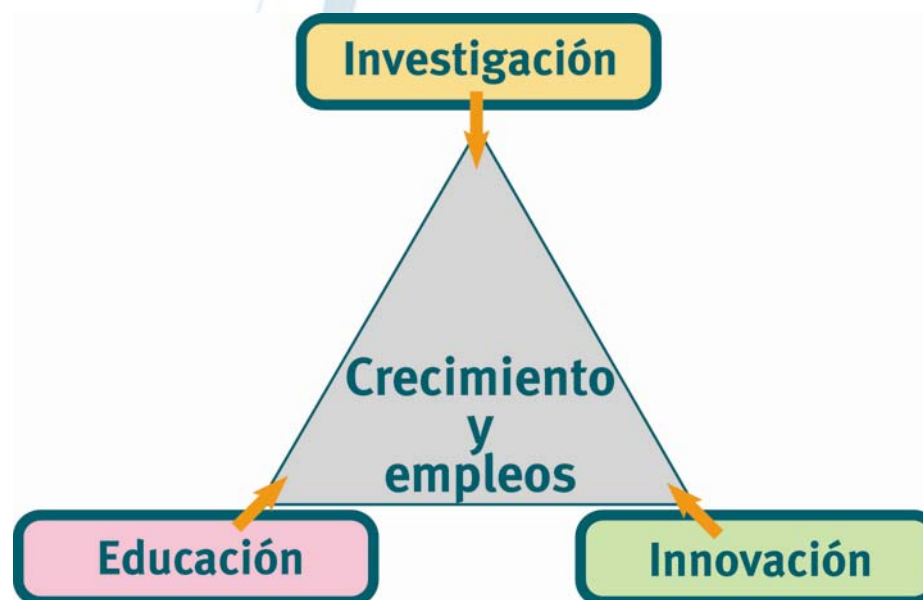 Investigación
Crecimiento
y
empleos
Educación
Innovación